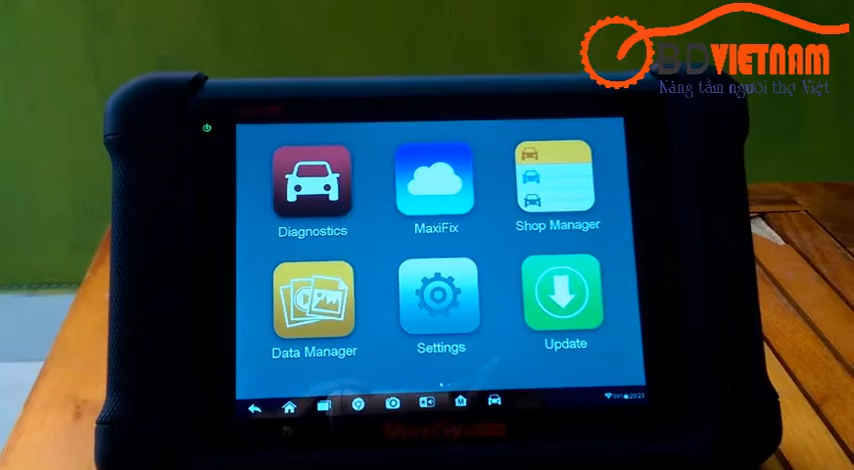 OBDVIETNAM
Nâng tầm người thợ Việt
Diagnostics
MaxiFix
Shop Manager
Data Manager
Settings
Update